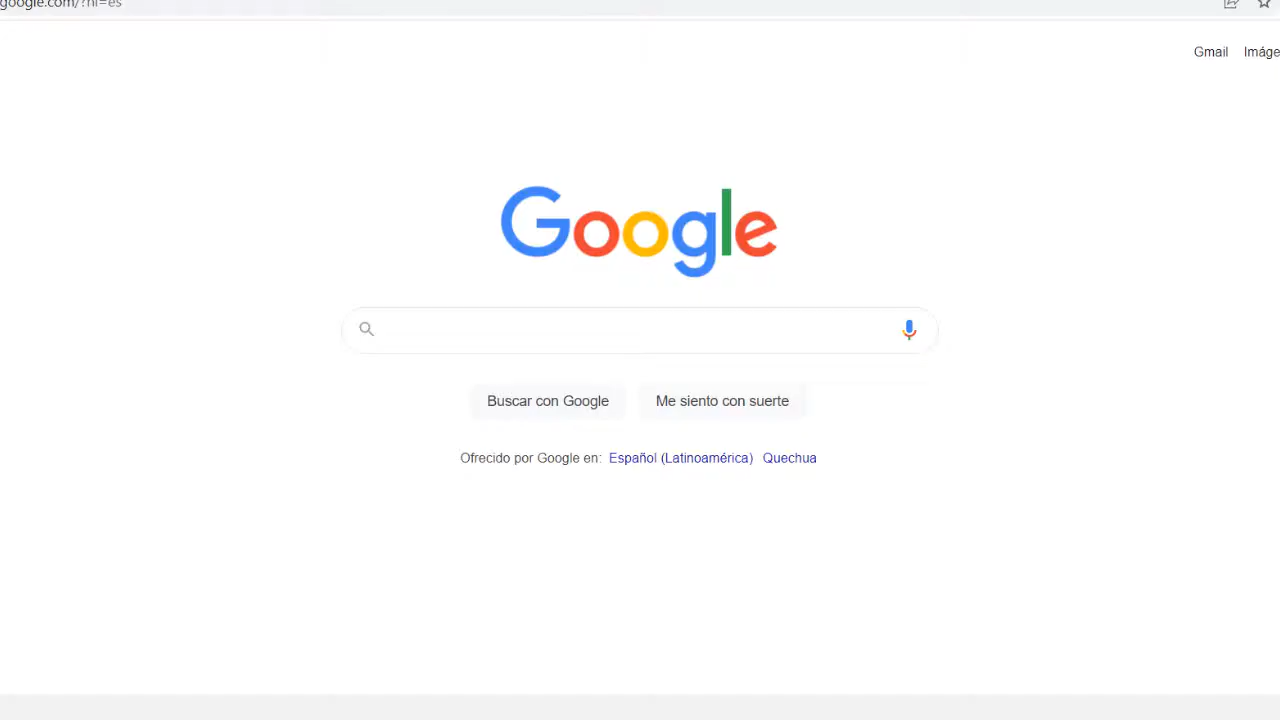 google.com/?hl=es
Gmail Imáge
Google
Buscar con Google Me siento con suerte
Ofrecido por Google en: Español (Latinoamérica) Quechua